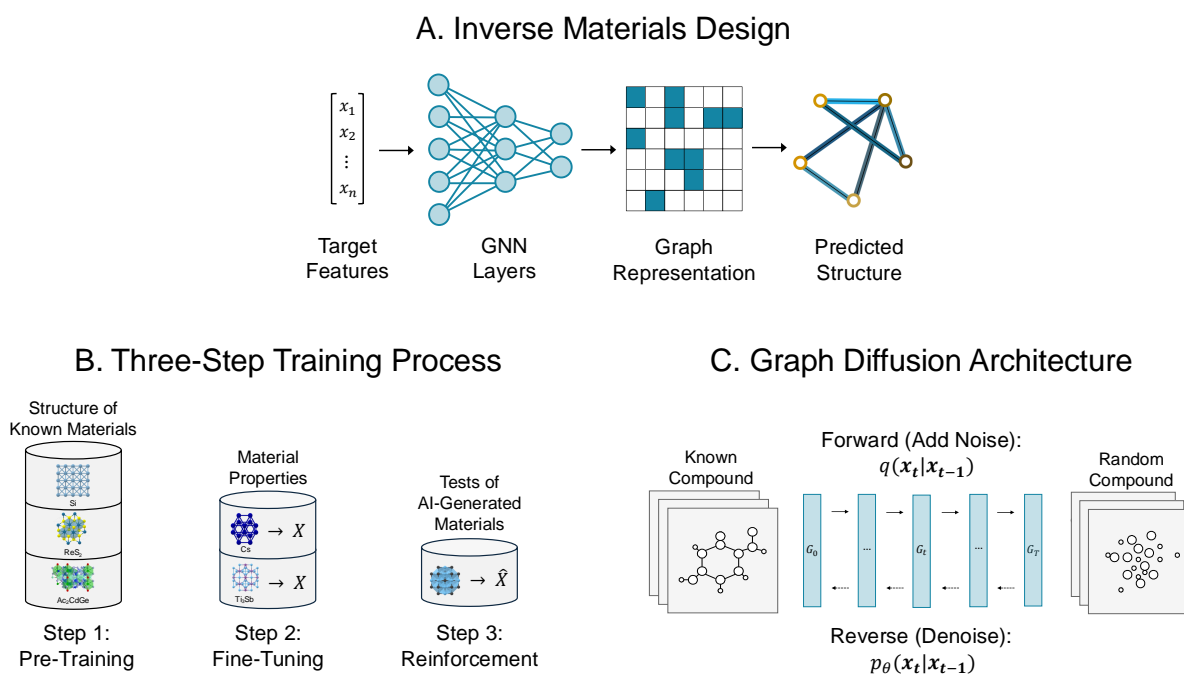 A. Inverse Materials Design
x₁
x₂
⋮
xₙ
Target
Features
GNN
Layers
Graph
Representation
Predicted
Structure
B. Three-Step Training Process
Structure of
Known Materials
Si
ReS₂
Ac₂CdGe
Step 1:
Pre-Training
Material
Properties
Cs
→ X
Ti₃Sb
→ X
Step 2:
Fine-Tuning
Tests of
AI-Generated
Materials
→ X̂
Step 3:
Reinforcement
C. Graph Diffusion Architecture
Known
Compound
Forward (Add Noise):
q(xₜ|xₜ₋₁)
G₀ ... Gₜ ... G_T
Reverse (Denoise):
p_θ(xₜ|xₜ₋₁)
Random
Compound